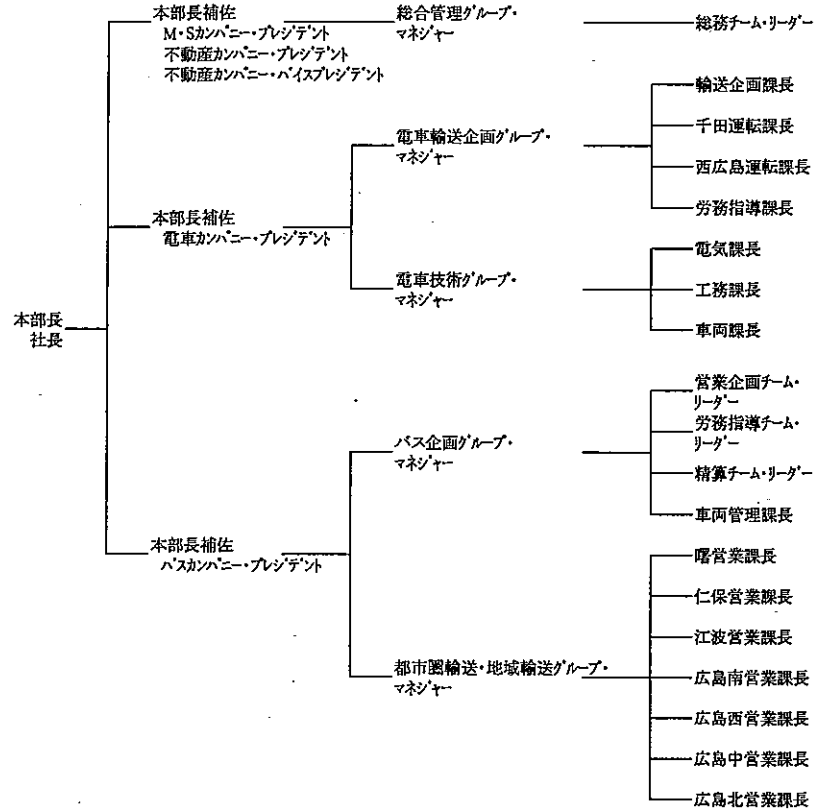 本部長補佐
M・Sカンパニー・プレジデント
不動産カンパニー・プレジデント
不動産カンパニー・バイスプレジデント
総合管理グループ・
マネジャー
総務チーム・リーダー
本部長補佐
電車カンパニー・プレジデント
電車輸送企画グループ・
マネジャー
輸送企画課長
千田運転課長
西広島運転課長
労務指導課長
電車技術グループ・
マネジャー
電気課長
工務課長
車両課長
本部長
社長
本部長補佐
バスカンパニー・プレジデント
バス企画グループ・
マネジャー
営業企画チーム・
リーダー
労務指導チーム・
リーダー
精算チーム・リーダー
車両管理課長
都市圏輸送・地域輸送グループ・
マネジャー
曙営業課長
仁保営業課長
江波営業課長
広島南営業課長
広島西営業課長
広島中営業課長
広島北営業課長